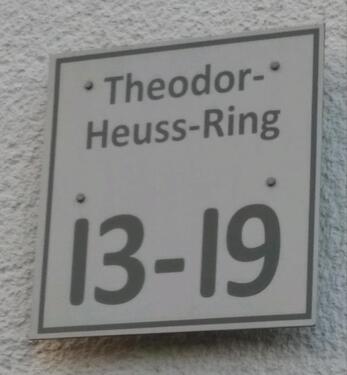 Theodor-
Heuss-Ring
13-19